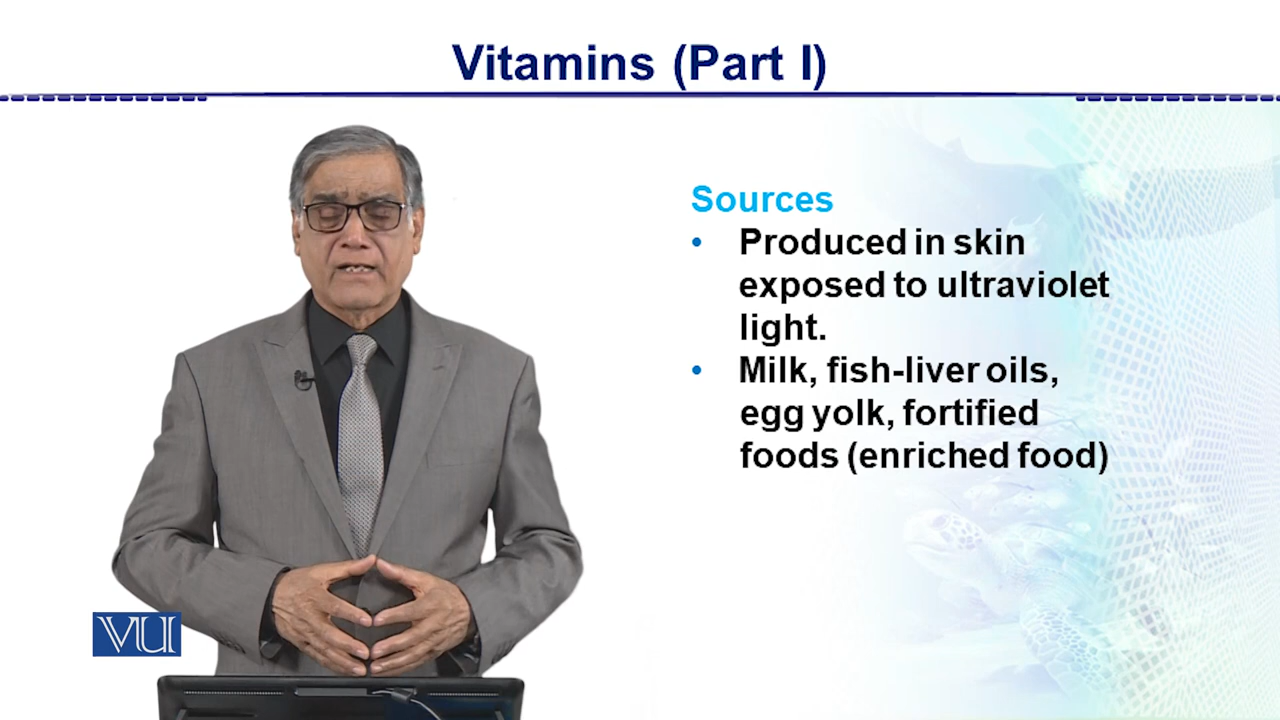 Vitamins (Part I)
Sources
• Produced in skin
exposed to ultraviolet
light.
• Milk, fish-liver oils,
egg yolk, fortified
foods (enriched food)
VU